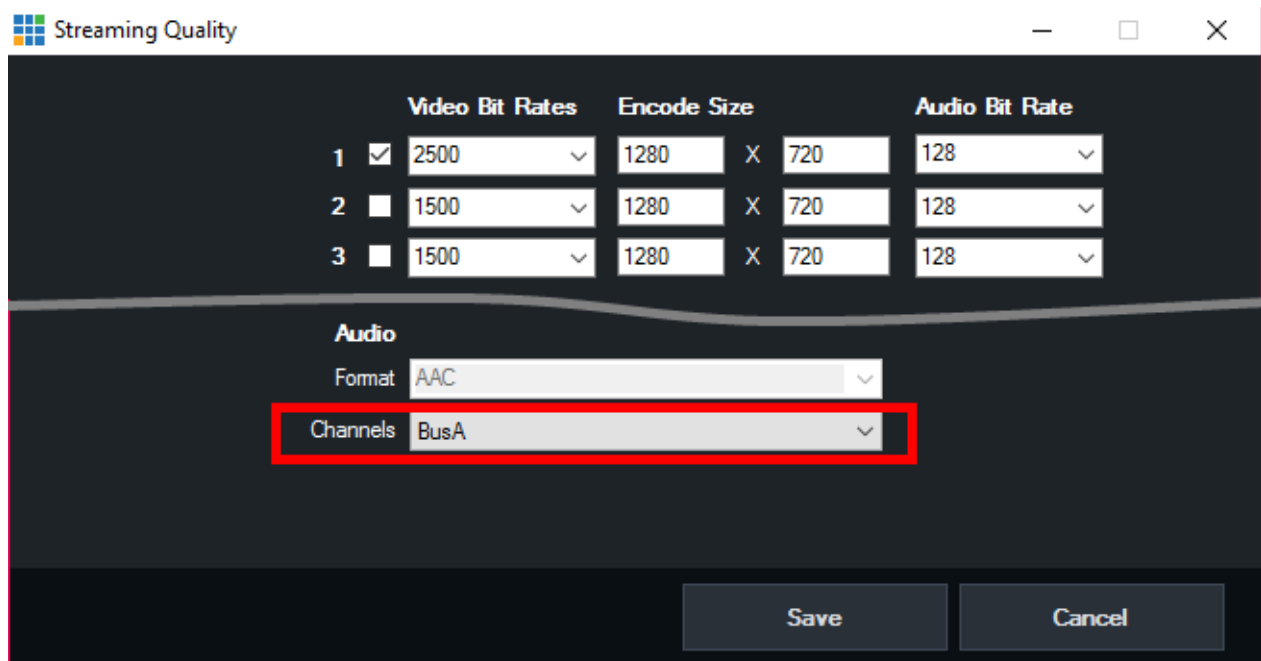 Streaming Quality
Video Bit Rates Encode Size Audio Bit Rate
1 2500 1280 X 720 128
2 1500 1280 X 720 128
3 1500 1280 X 720 128
Audio
Format AAC
Channels BusA
Save Cancel